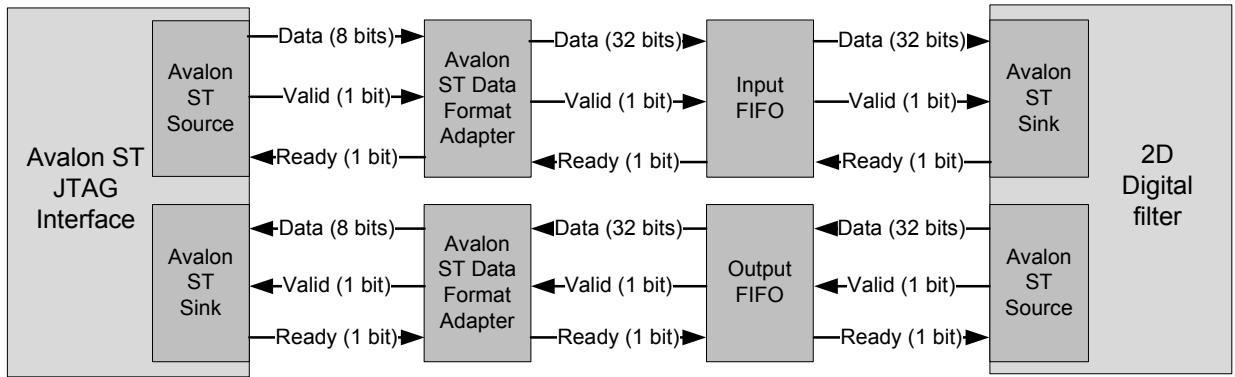 Avalon ST
JTAG
Interface
Avalon
ST
Source
Data (8 bits)
Valid (1 bit)
Ready (1 bit)
Avalon
ST Data
Format
Adapter
Data (32 bits)
Valid (1 bit)
Ready (1 bit)
Input
FIFO
Data (32 bits)
Valid (1 bit)
Ready (1 bit)
Avalon
ST
Sink
2D
Digital
filter
Avalon
ST
Sink
Data (8 bits)
Valid (1 bit)
Ready (1 bit)
Avalon
ST Data
Format
Adapter
Data (32 bits)
Valid (1 bit)
Ready (1 bit)
Output
FIFO
Data (32 bits)
Valid (1 bit)
Ready (1 bit)
Avalon
ST
Source